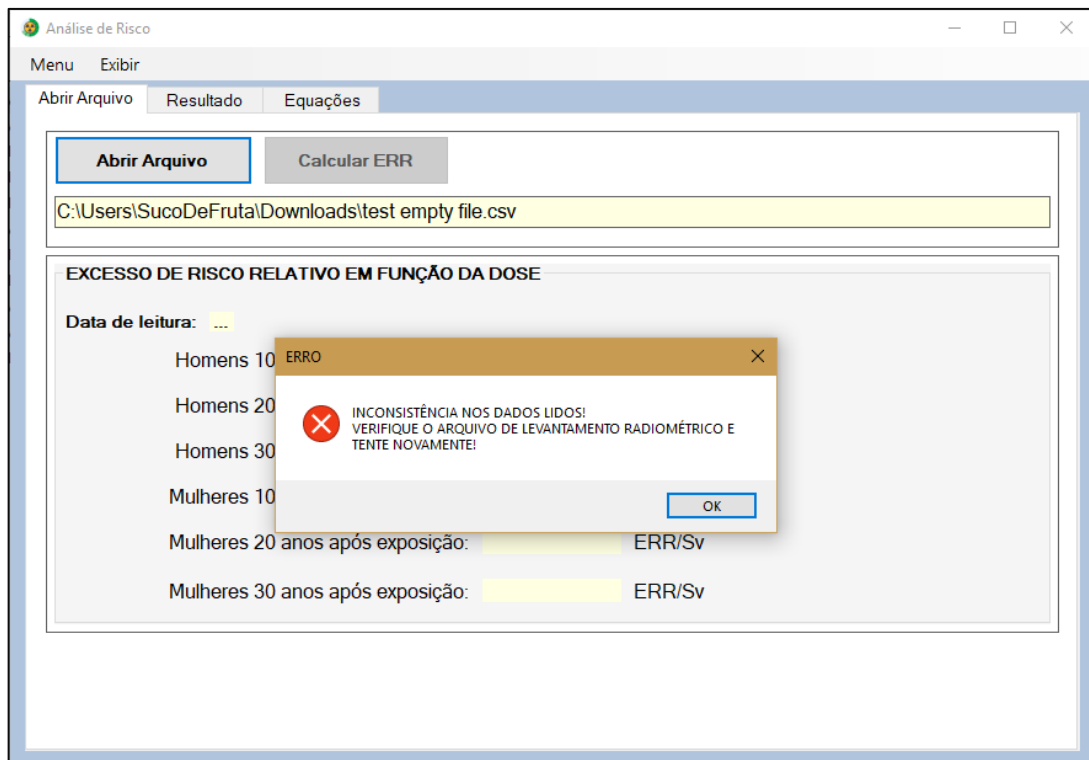 Análise de Risco
Menu Exibir
Abrir Arquivo Resultado Equações
Abrir Arquivo Calcular ERR
C:\Users\SucoDeFruta\Downloads\test empty file.csv
EXCESSO DE RISCO RELATIVO EM FUNÇÃO DA DOSE
Data de leitura: ...
Homens 10
Homens 20
Homens 30
Mulheres 10
ERRO
INCONSISTÊNCIA NOS DADOS LIDOS!
VERIFIQUE O ARQUIVO DE LEVANTAMENTO RADIOMÉTRICO E
TENTE NOVAMENTE!
OK
Mulheres 20 anos após exposição: ERR/Sv
Mulheres 30 anos após exposição: ERR/Sv